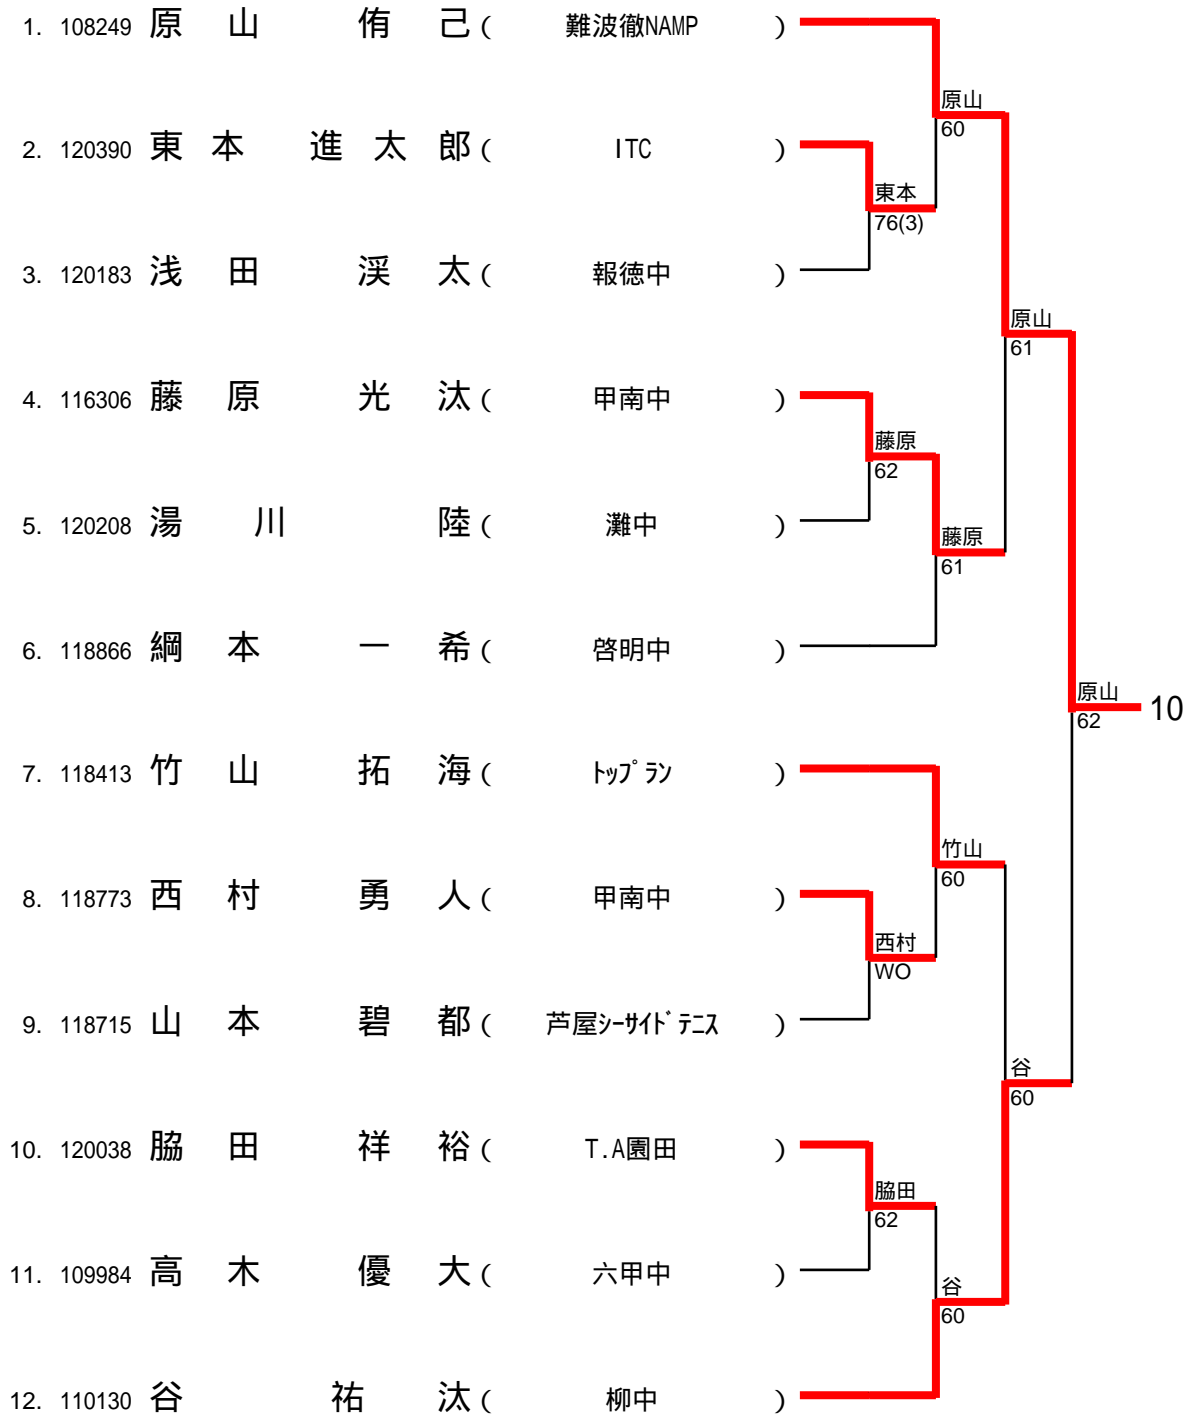 1. 108249 原 山 侑 己 ( 難波徹NAMP )
原山
60
2. 120390 東 本 進 太 郎 ( ITC )
東本
76(3)
3. 120183 浅 田 渓 太 ( 報徳中 )
原山
61
4. 116306 藤 原 光 汰 ( 甲南中 )
藤原
62
5. 120208 湯 川 陸 ( 灘中 )
藤原
61
6. 118866 綱 本 一 希 ( 啓明中 )
原山
62
10
7. 118413 竹 山 拓 海 ( ﾄｯﾌﾟﾗﾝ )
竹山
60
8. 118773 西 村 勇 人 ( 甲南中 )
西村
WO
9. 118715 山 本 碧 都 ( 芦屋ｼｰｻｲﾄﾞﾃﾆｽ )
谷
60
10. 120038 脇 田 祥 裕 ( T.A園田 )
脇田
62
11. 109984 高 木 優 大 ( 六甲中 )
谷
60
12. 110130 谷 祐 汰 ( 柳中 )